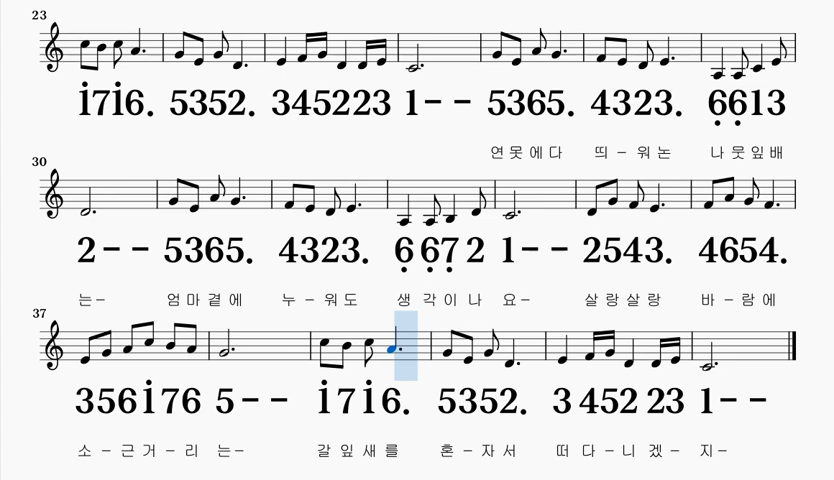 23
i7i6. 5352. 345223 1-- 5365. 4323. 6613
연못에다 띄-워논 나뭇잎배
30
2-- 5365. 4323. 6 67 2 1-- 2543. 4654.
는- 엄마곁에 누-워도 생각이나 요- 살랑살랑 바-람에
37
356i76 5-- i7i6. 5352. 3 452 23 1--
소-근거-리 는- 갈잎새를 혼-자서 떠다-니겠- 지-